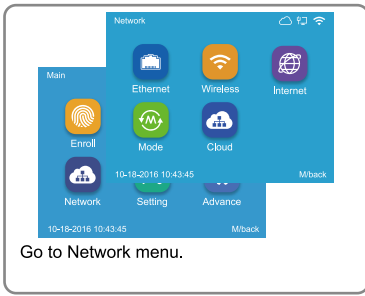 Network
Ethernet
Wireless
Internet
Mode
Cloud
10-18-2016 10:43:45
M/back
Main
Enroll
Network
Setting
Advance
10-18-2016 10:43:45
M/back
Go to Network menu.